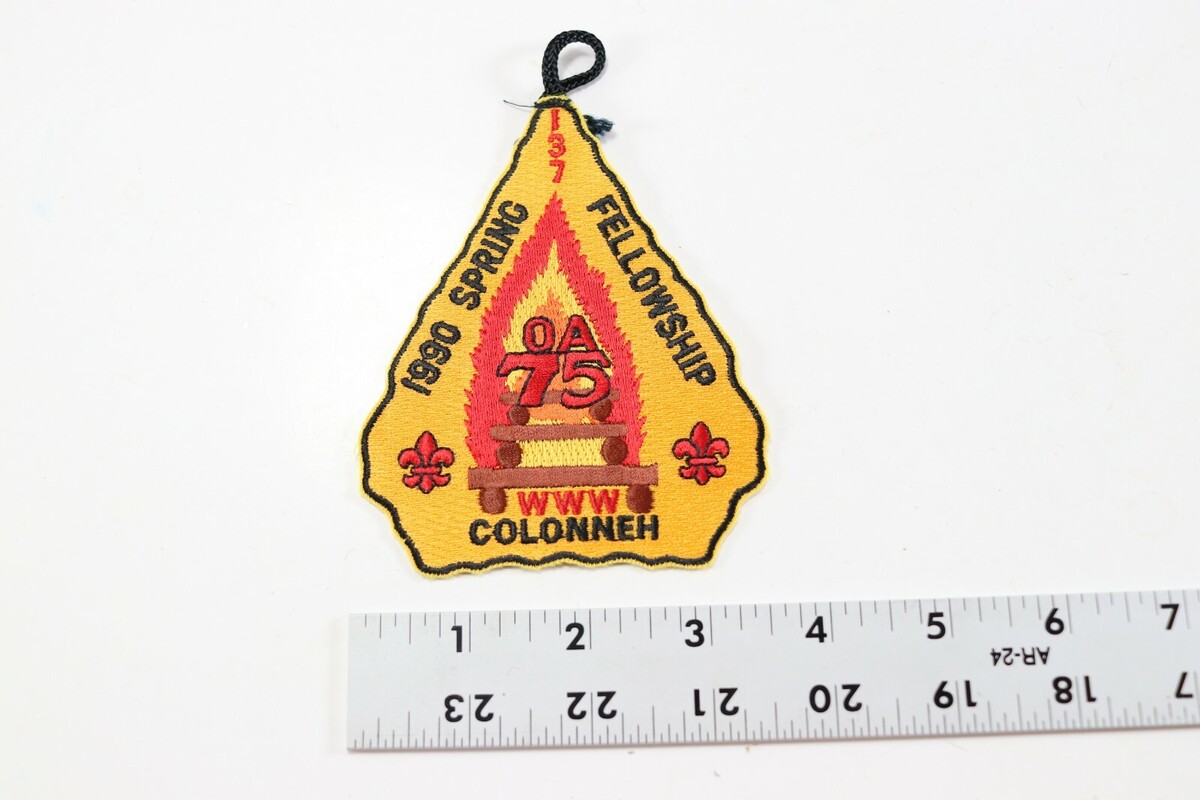 137
1990 SPRING FELLOWSHIP
OA
75
WWW
COLONNEH
1 2 3 4 5 6 7
AR-24
23 22 21 20 19 18 17